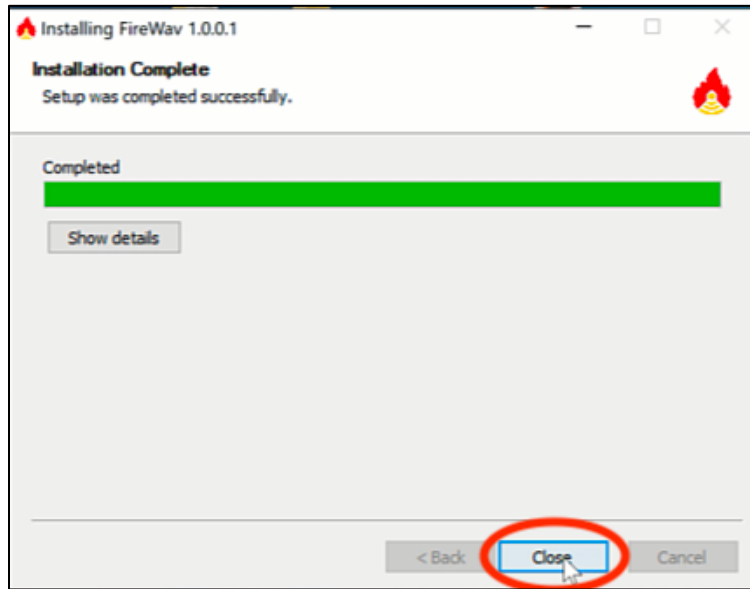 Installing FireWav 1.0.0.1
Installation Complete
Setup was completed successfully.
Completed
Show details
< Back Close Cancel